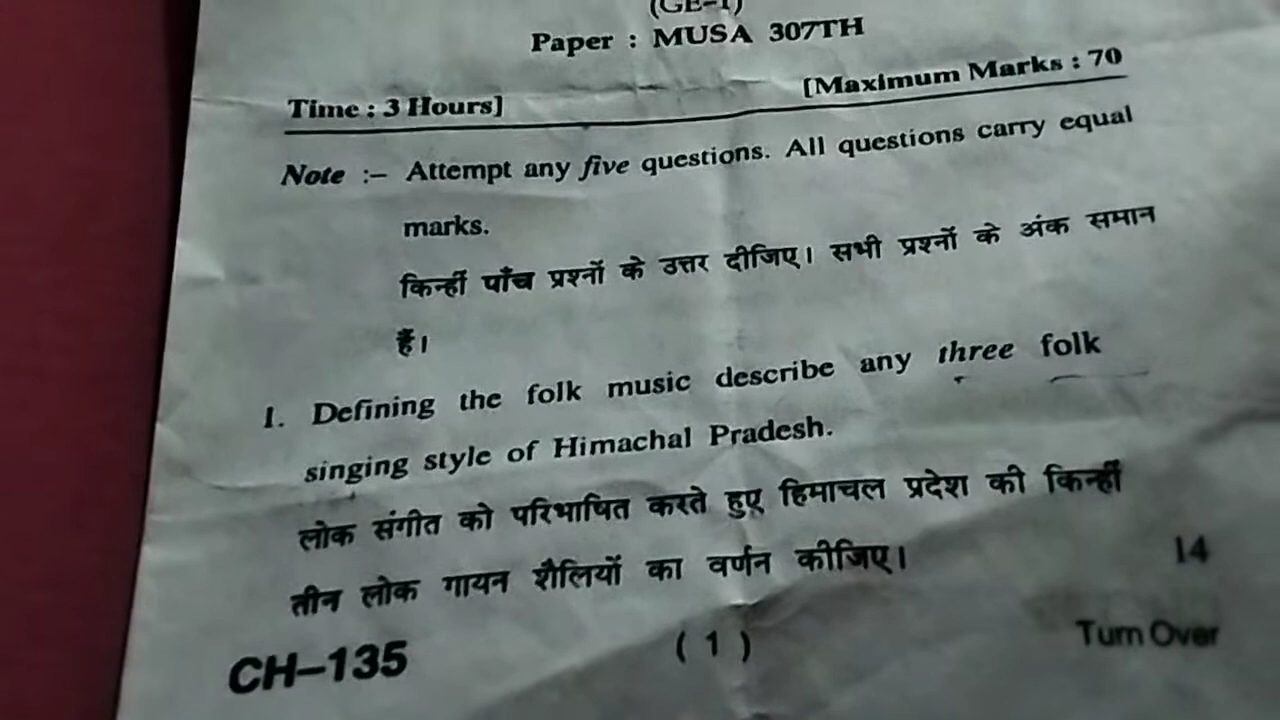 (GE-I)
Paper : MUSA 307TH
Time : 3 Hours]
[Maximum Marks : 70
Note :– Attempt any five questions. All questions carry equal
marks.
किन्हीं पाँच प्रश्नों के उत्तर दीजिए। सभी प्रश्नों के अंक समान
हैं।
1. Defining the folk music describe any three folk
singing style of Himachal Pradesh.
लोक संगीत को परिभाषित करते हुए हिमाचल प्रदेश की किन्हीं
तीन लोक गायन शैलियों का वर्णन कीजिए।
14
CH–135
( 1 )
Turn Over